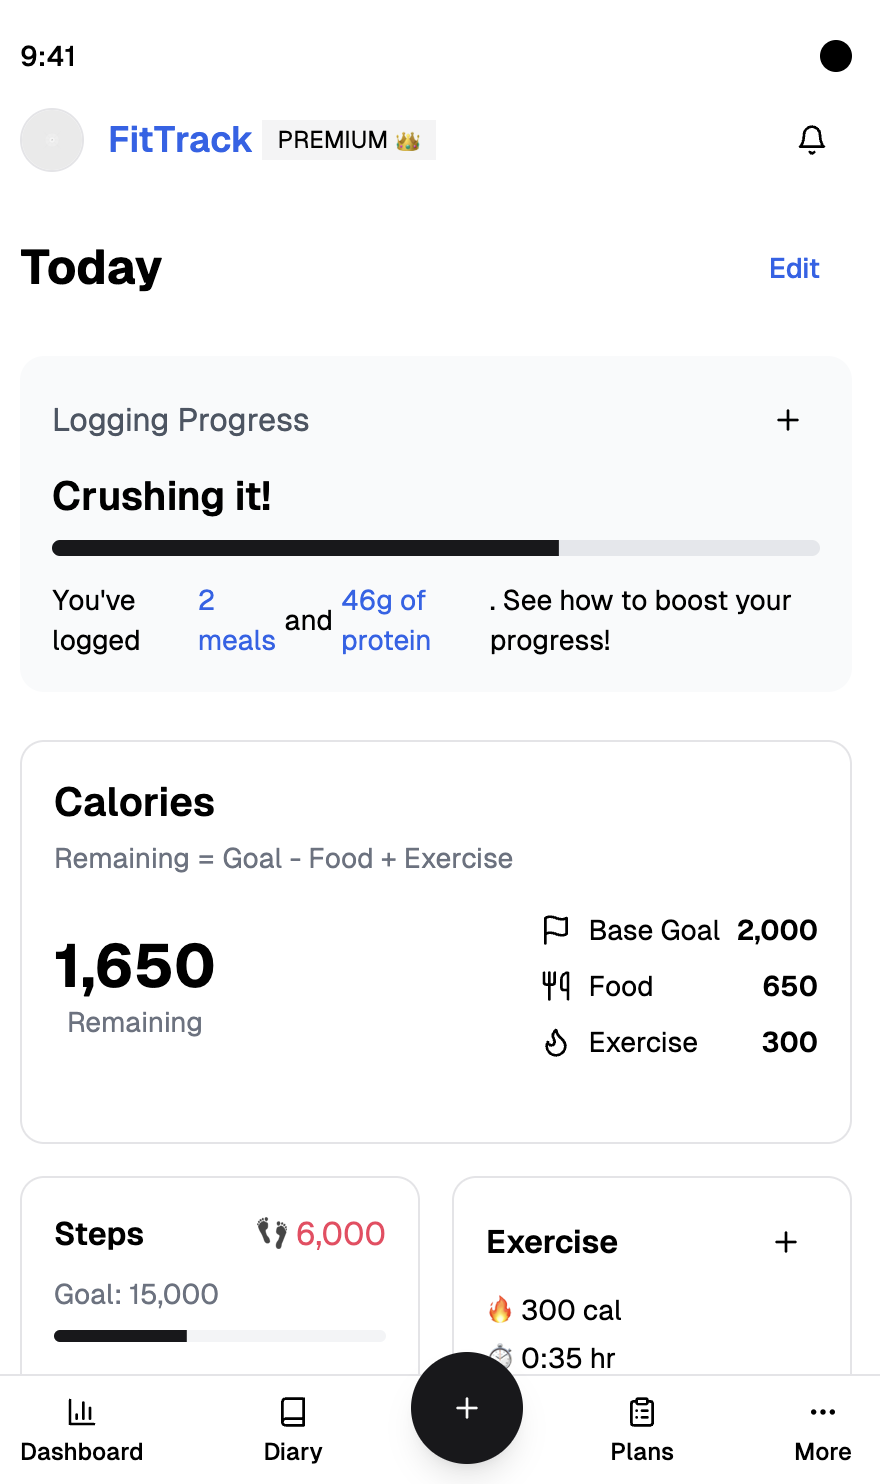 9:41
FitTrack PREMIUM 👑
Today Edit
Logging Progress +
Crushing it!
You've logged 2 meals and 46g of protein . See how to boost your progress!
Calories
Remaining = Goal - Food + Exercise
1,650
Remaining
Base Goal 2,000
Food 650
Exercise 300
Steps 👣 6,000
Goal: 15,000
Exercise +
🔥 300 cal
⏱️ 0:35 hr
Dashboard
Diary
+
Plans
More